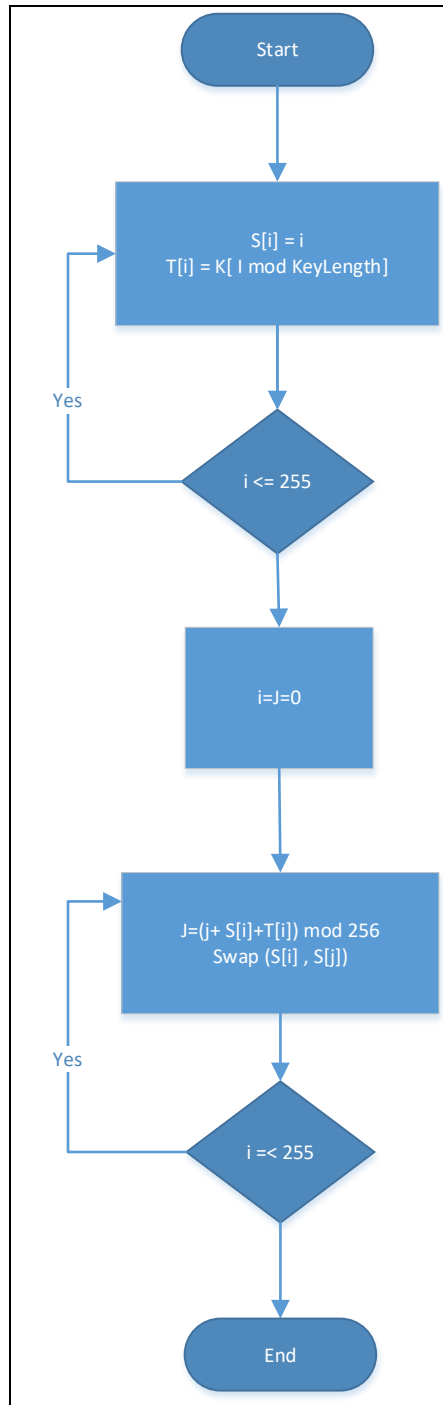 Start
S[i] = i
T[i] = K[ I mod KeyLength]
Yes
i <= 255
i=J=0
J=(j+ S[i]+T[i]) mod 256
Swap (S[i] , S[j])
Yes
i =< 255
End